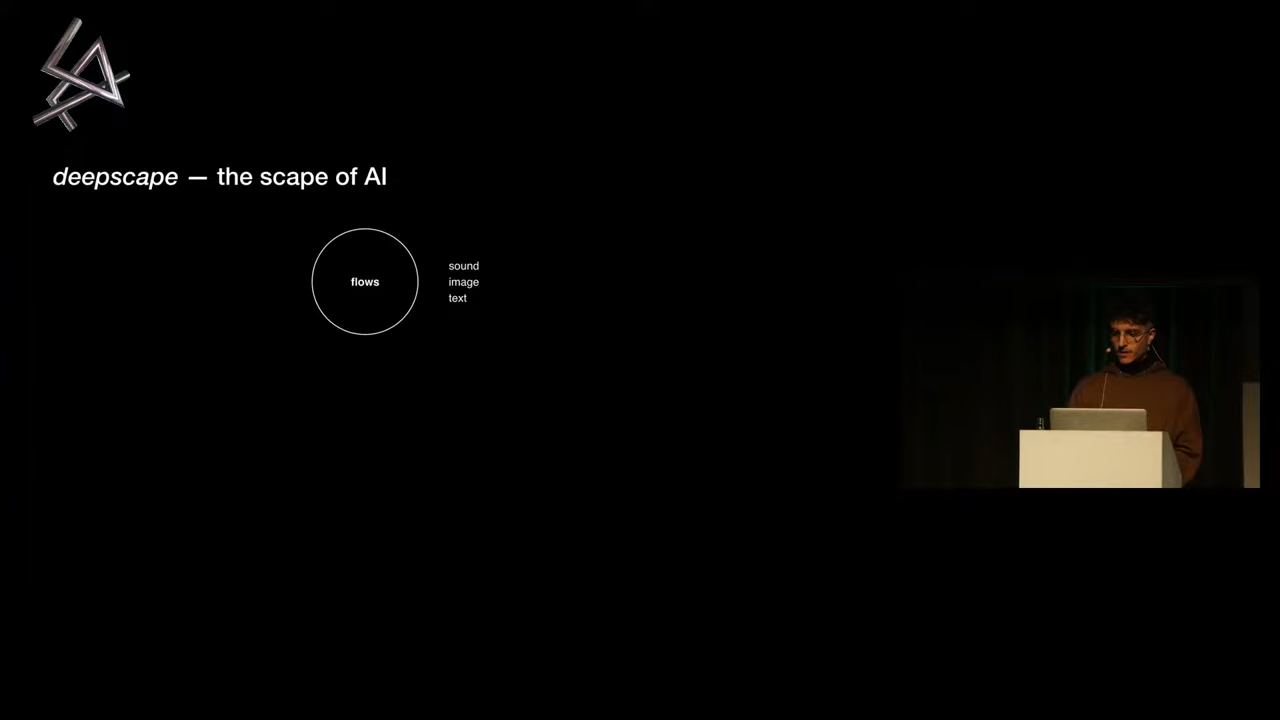 deepscape — the scape of AI
flows
sound
image
text